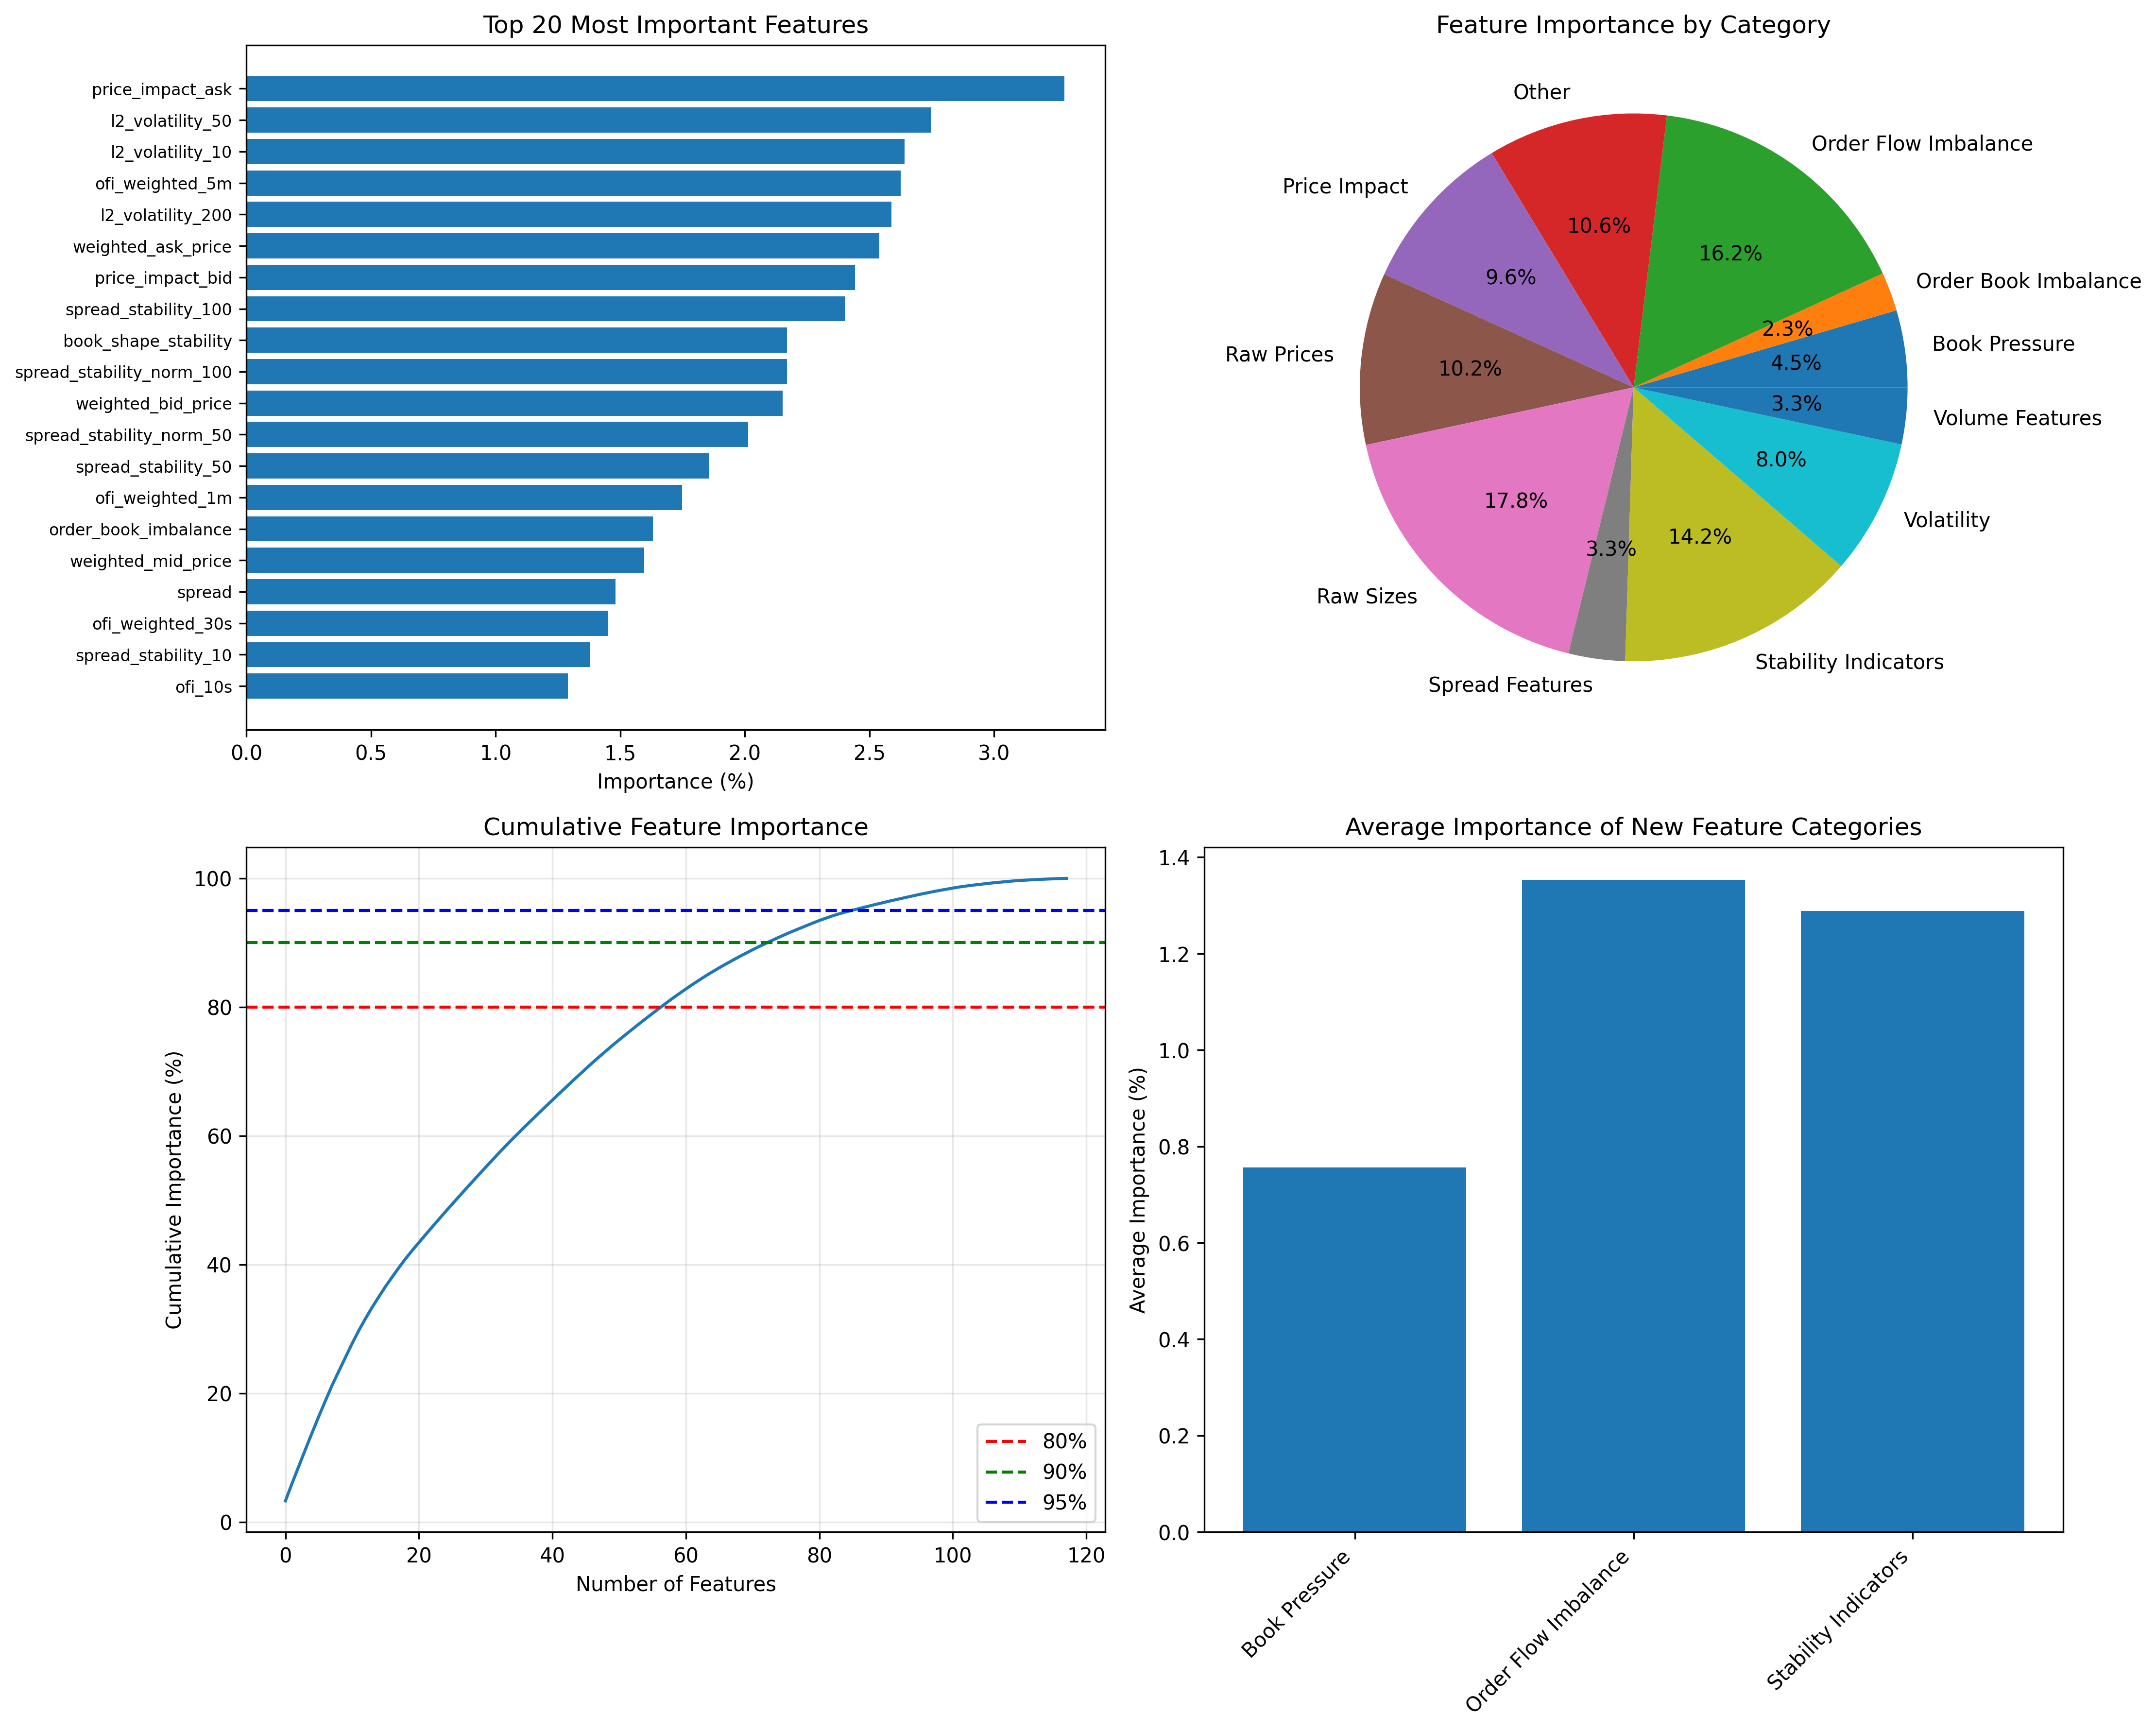 Top 20 Most Important Features
price_impact_ask
l2_volatility_50
l2_volatility_10
ofi_weighted_5m
l2_volatility_200
weighted_ask_price
price_impact_bid
spread_stability_100
book_shape_stability
spread_stability_norm_100
weighted_bid_price
spread_stability_norm_50
spread_stability_50
ofi_weighted_1m
order_book_imbalance
weighted_mid_price
spread
ofi_weighted_30s
spread_stability_10
ofi_10s
0.0 0.5 1.0 1.5 2.0 2.5 3.0
Importance (%)
Feature Importance by Category
Other
Order Flow Imbalance
Price Impact
10.6%
16.2%
Order Book Imbalance
9.6%
2.3%
Book Pressure
Raw Prices
10.2%
4.5%
3.3%
Volume Features
8.0%
17.8%
Volatility
14.2%
3.3%
Raw Sizes
Stability Indicators
Spread Features
Cumulative Feature Importance
Cumulative Importance (%)
100
80
60
40
20
0
80%
90%
95%
0 20 40 60 80 100 120
Number of Features
Average Importance of New Feature Categories
Average Importance (%)
1.4
1.2
1.0
0.8
0.6
0.4
0.2
0.0
Book Pressure
Order Flow Imbalance
Stability Indicators